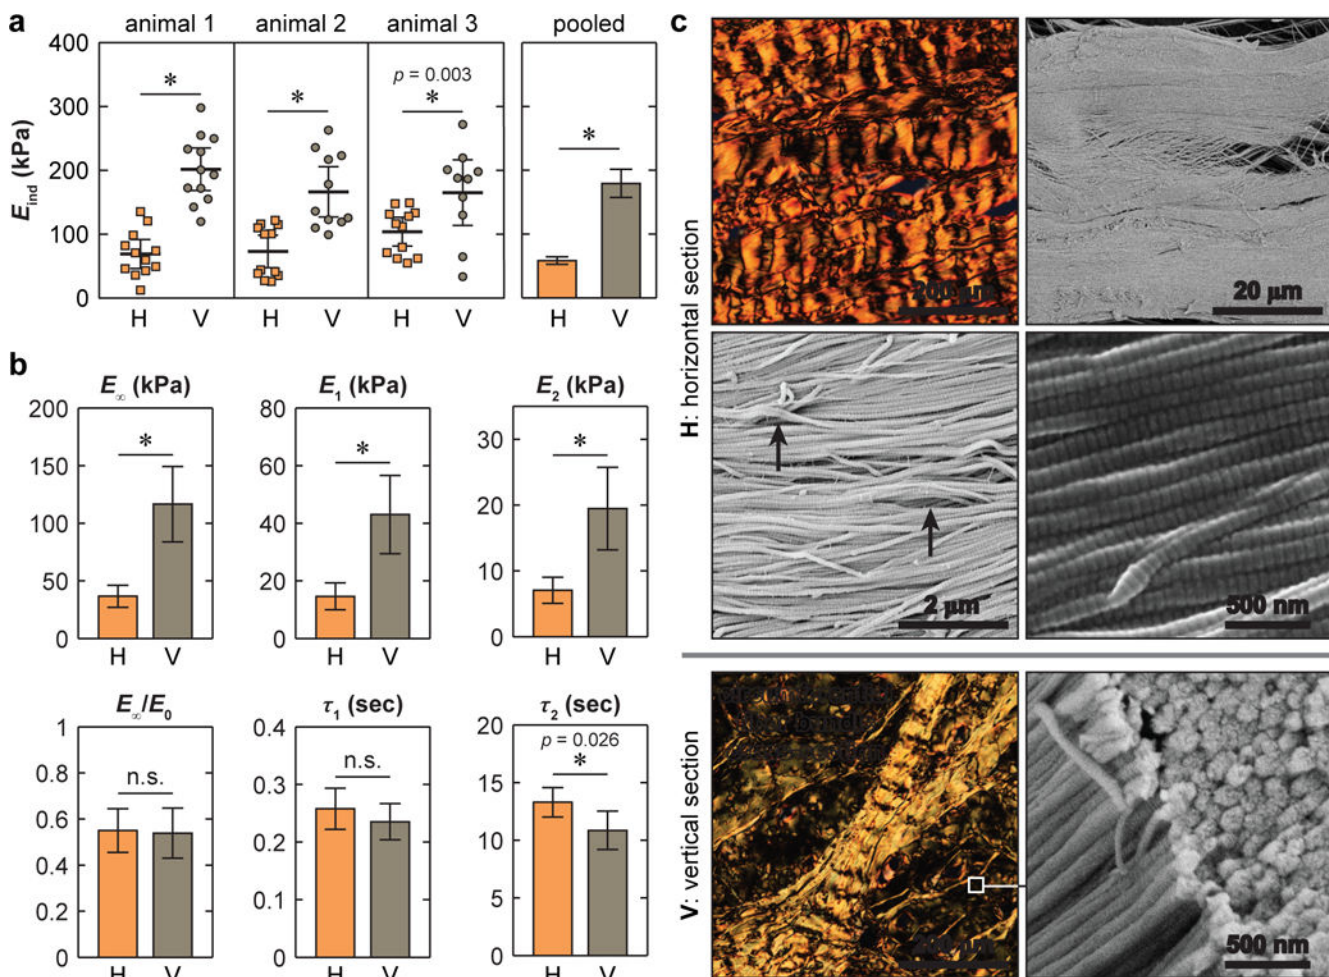 a
animal 1
animal 2
animal 3
pooled
400
300
200
100
0
E_ind (kPa)
*
*
p = 0.003
*
*
H
V
H
V
H
V
H
V
b
E_∞ (kPa)
200
150
100
50
0
*
H
V
E_1 (kPa)
80
60
40
20
0
*
H
V
E_2 (kPa)
30
20
10
0
*
H
V
E_∞/E_0
1
0.8
0.6
0.4
0.2
0
n.s.
H
V
τ_1 (sec)
0.4
0.3
0.2
0.1
0
n.s.
H
V
τ_2 (sec)
20
15
10
5
0
p = 0.026
*
H
V
c
H: horizontal section
200 μm
20 μm
2 μm
500 nm
V: vertical section
200 μm
500 nm